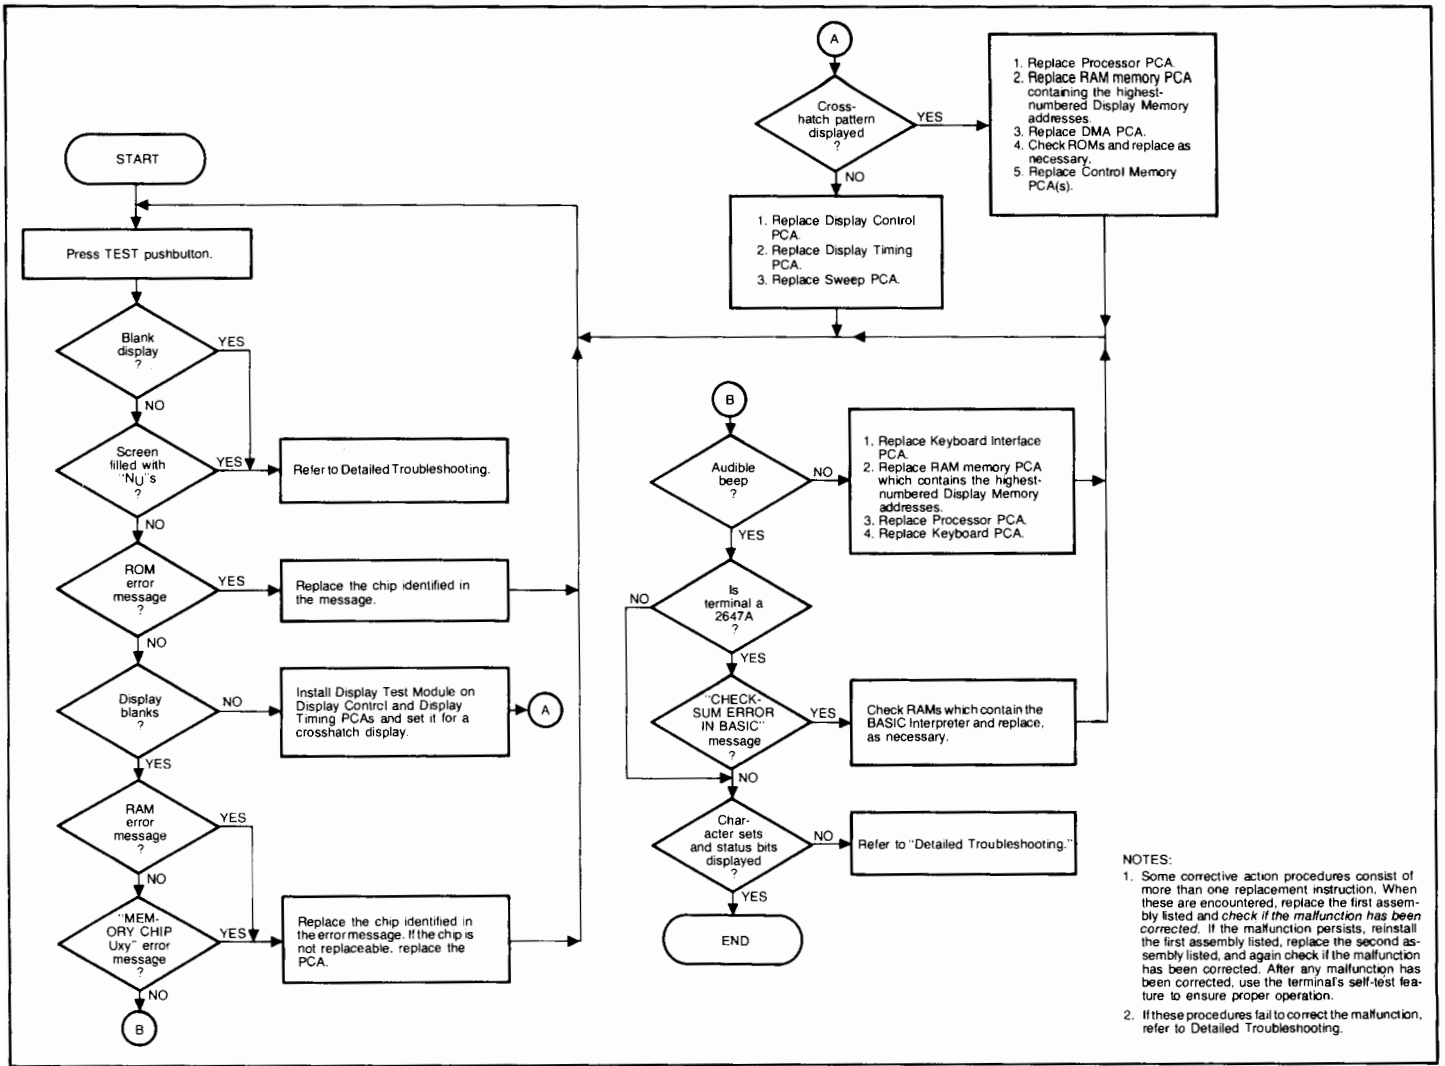 START
Press TEST pushbutton.
Blank
display
?
YES
NO
Screen
filled with
"NU"s
?
YES
Refer to Detailed Troubleshooting.
NO
ROM
error
message
?
YES
Replace the chip identified in
the message.
NO
Display
blanks
?
NO
Install Display Test Module on
Display Control and Display
Timing PCAs and set it for a
crosshatch display.
A
YES
RAM
error
message
?
YES
NO
"MEM-
ORY CHIP
Uxy" error
message
?
YES
Replace the chip identified in
the error message. If the chip is
not replaceable, replace the
PCA.
NO
B
A
Cross-
hatch pattern
displayed
?
YES
1. Replace Processor PCA.
2. Replace RAM memory PCA
containing the highest-
numbered Display Memory
addresses.
3. Replace DMA PCA.
4. Check ROMs and replace as
necessary.
5. Replace Control Memory
PCA(s).
NO
1. Replace Display Control
PCA.
2. Replace Display Timing
PCA.
3. Replace Sweep PCA.
B
Audible
beep
?
NO
1. Replace Keyboard Interface
PCA.
2. Replace RAM memory PCA
which contains the highest-
numbered Display Memory
addresses.
3. Replace Processor PCA.
4. Replace Keyboard PCA.
YES
Is
terminal a
2647A
?
NO
YES
"CHECK-
SUM ERROR
IN BASIC"
message
?
YES
Check RAMs which contain the
BASIC Interpreter and replace,
as necessary.
NO
Char-
acter sets
and status bits
displayed
?
NO
Refer to "Detailed Troubleshooting."
YES
END
NOTES:
1. Some corrective action procedures consist of
more than one replacement instruction. When
these are encountered, replace the first assem-
bly listed and check if the malfunction has been
corrected. If the malfunction persists, reinstall
the first assembly listed, replace the second as-
sembly listed, and again check if the malfunction
has been corrected. After any malfunction has
been corrected, use the terminal's self-test fea-
ture to ensure proper operation.
2. If these procedures fail to correct the malfunction,
refer to Detailed Troubleshooting.